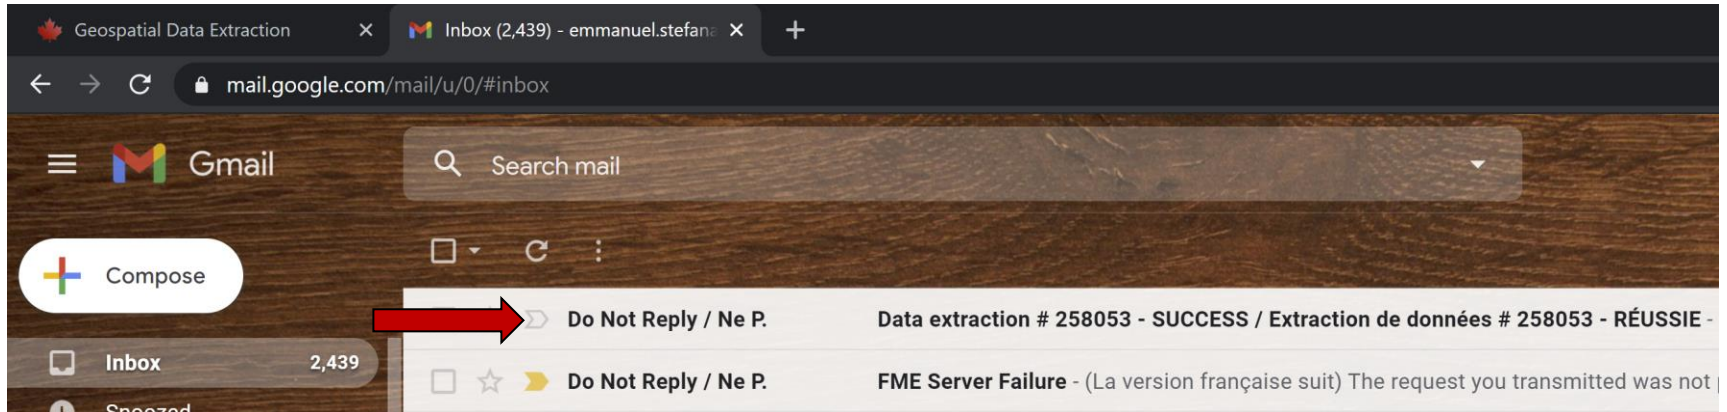 Geospatial Data Extraction
Inbox (2,439) - emmanuel.stefana
mail.google.com/mail/u/0/#inbox
Gmail
Search mail
Compose
Do Not Reply / Ne P. Data extraction # 258053 - SUCCESS / Extraction de données # 258053 - RÉUSSIE -
Inbox 2,439
Do Not Reply / Ne P. FME Server Failure - (La version française suit) The request you transmitted was not
Snoozed